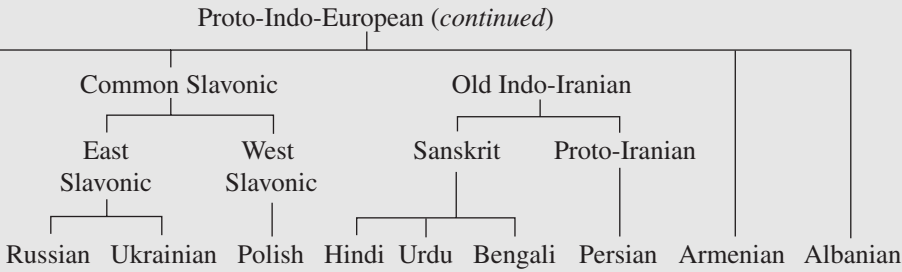 Proto-Indo-European (continued)
Common Slavonic Old Indo-Iranian
East West Sanskrit Proto-Iranian
Slavonic Slavonic
Russian Ukrainian Polish Hindi Urdu Bengali Persian Armenian Albanian